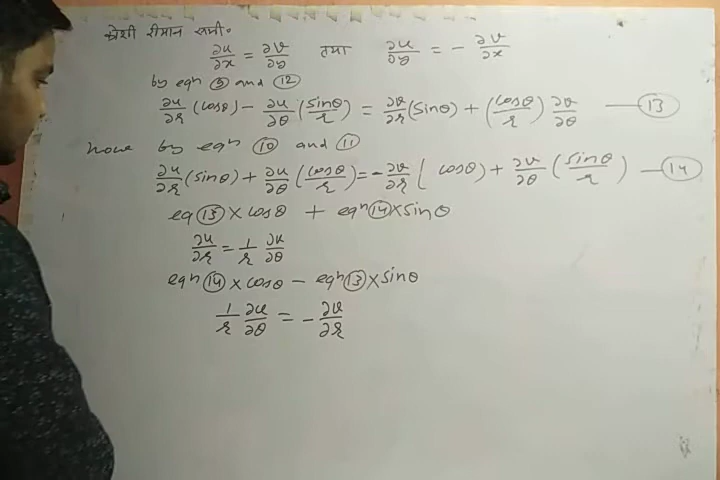 कोशी रीमान समी०
∂u/∂x = ∂v/∂y तथा ∂u/∂y = - ∂v/∂x
by eqn (9) and (12)
∂u/∂r (cosθ) - ∂u/∂θ (sinθ/r) = ∂v/∂r (sinθ) + (cosθ/r) ∂v/∂θ —(13)
Now by eqn (10) and (11)
∂u/∂r (sinθ) + ∂u/∂θ (cosθ/r) = - ∂v/∂r ( cosθ) + ∂v/∂θ (sinθ/r) —(14)
eq (13) × cosθ + eqn (14) × sinθ
∂u/∂r = 1/r ∂v/∂θ
eqn (14) × cosθ - eqn (13) × sinθ
1/r ∂u/∂θ = - ∂v/∂r